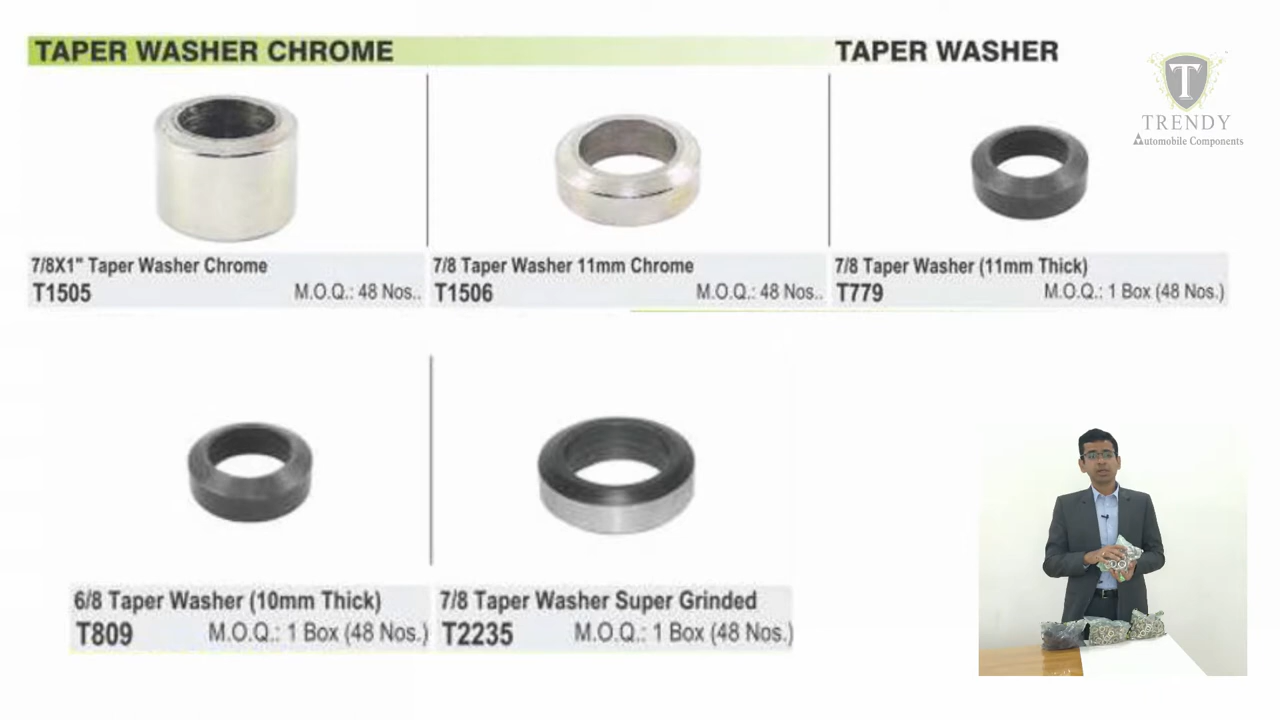 TAPER WASHER CHROME
TAPER WASHER
T
TRENDY
Automobile Components
7/8X1" Taper Washer Chrome
T1505 M.O.Q.: 48 Nos..
7/8 Taper Washer 11mm Chrome
T1506 M.O.Q.: 48 Nos..
7/8 Taper Washer (11mm Thick)
T779 M.O.Q.: 1 Box (48 Nos.)
6/8 Taper Washer (10mm Thick)
T809 M.O.Q.: 1 Box (48 Nos.)
7/8 Taper Washer Super Grinded
T2235 M.O.Q.: 1 Box (48 Nos.)